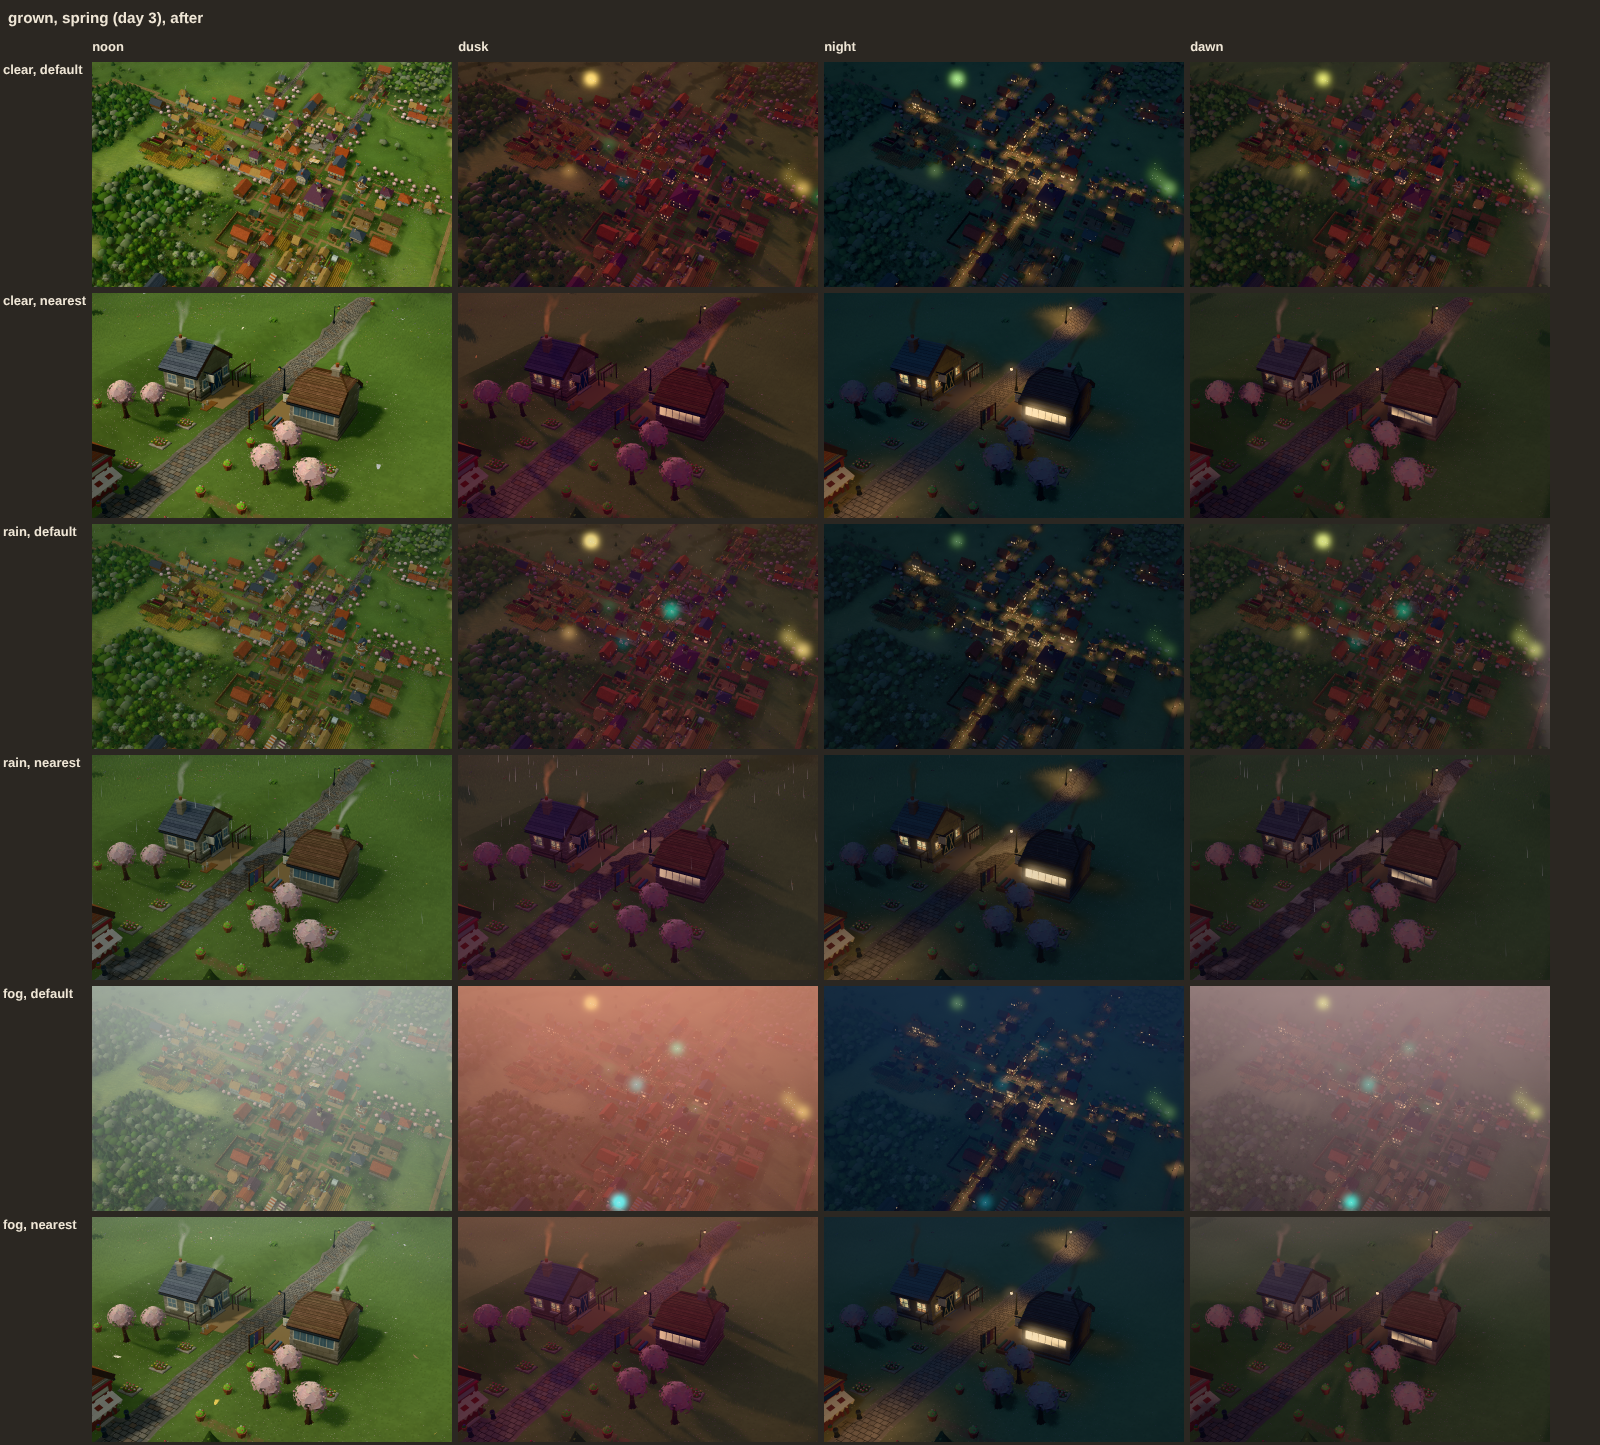 grown, spring (day 3), after
noon dusk night dawn
clear, default
clear, nearest
rain, default
rain, nearest
fog, default
fog, nearest